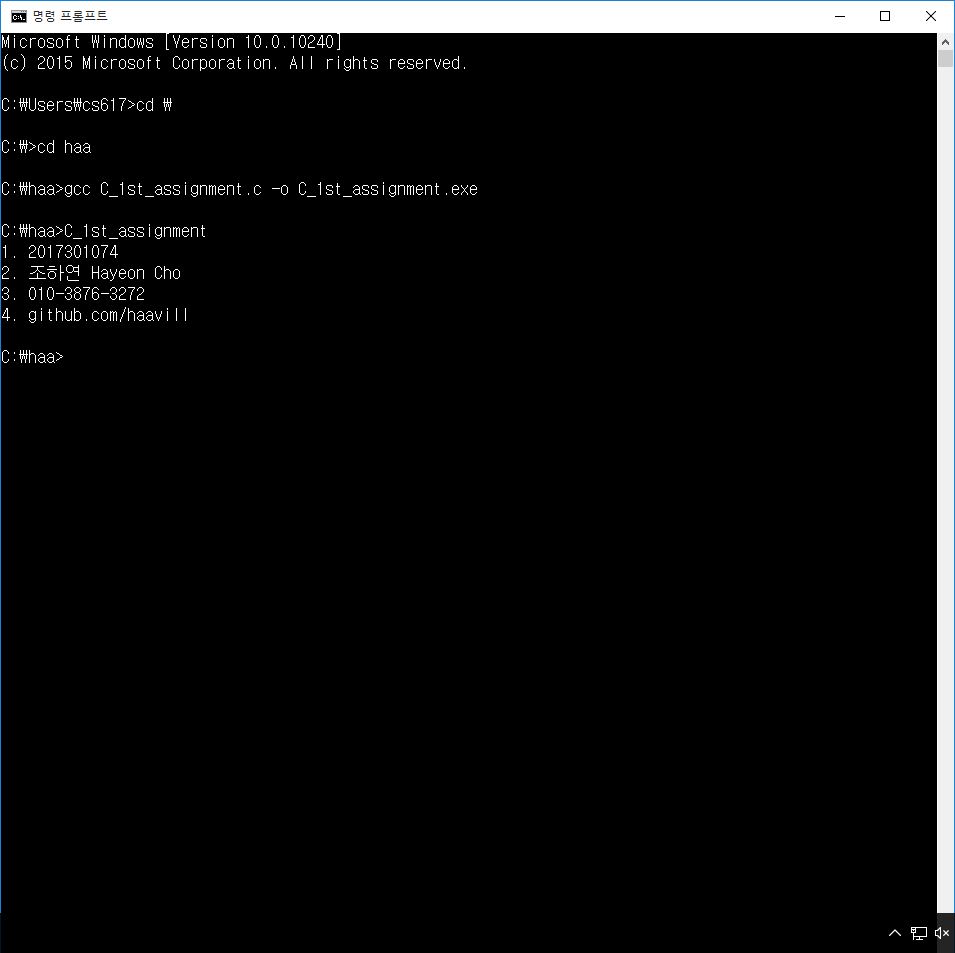 명령 프롬프트
Microsoft Windows [Version 10.0.10240]
(c) 2015 Microsoft Corporation. All rights reserved.
C:₩Users₩cs617>cd ₩
C:₩>cd haa
C:₩haa>gcc C_1st_assignment.c -o C_1st_assignment.exe
C:₩haa>C_1st_assignment
1. 2017301074
2. 조하연 Hayeon Cho
3. 010-3876-3272
4. github.com/haavill
C:₩haa>